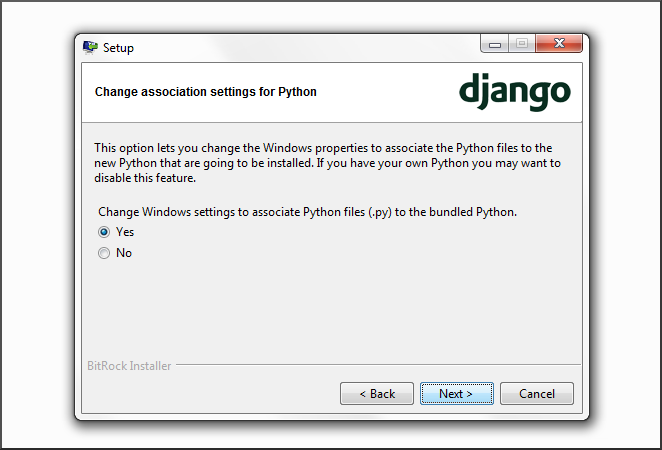 Setup
Change association settings for Python
django
This option lets you change the Windows properties to associate the Python files to the
new Python that are going to be installed. If you have your own Python you may want to
disable this feature.
Change Windows settings to associate Python files (.py) to the bundled Python.
Yes
No
BitRock Installer
< Back
Next >
Cancel